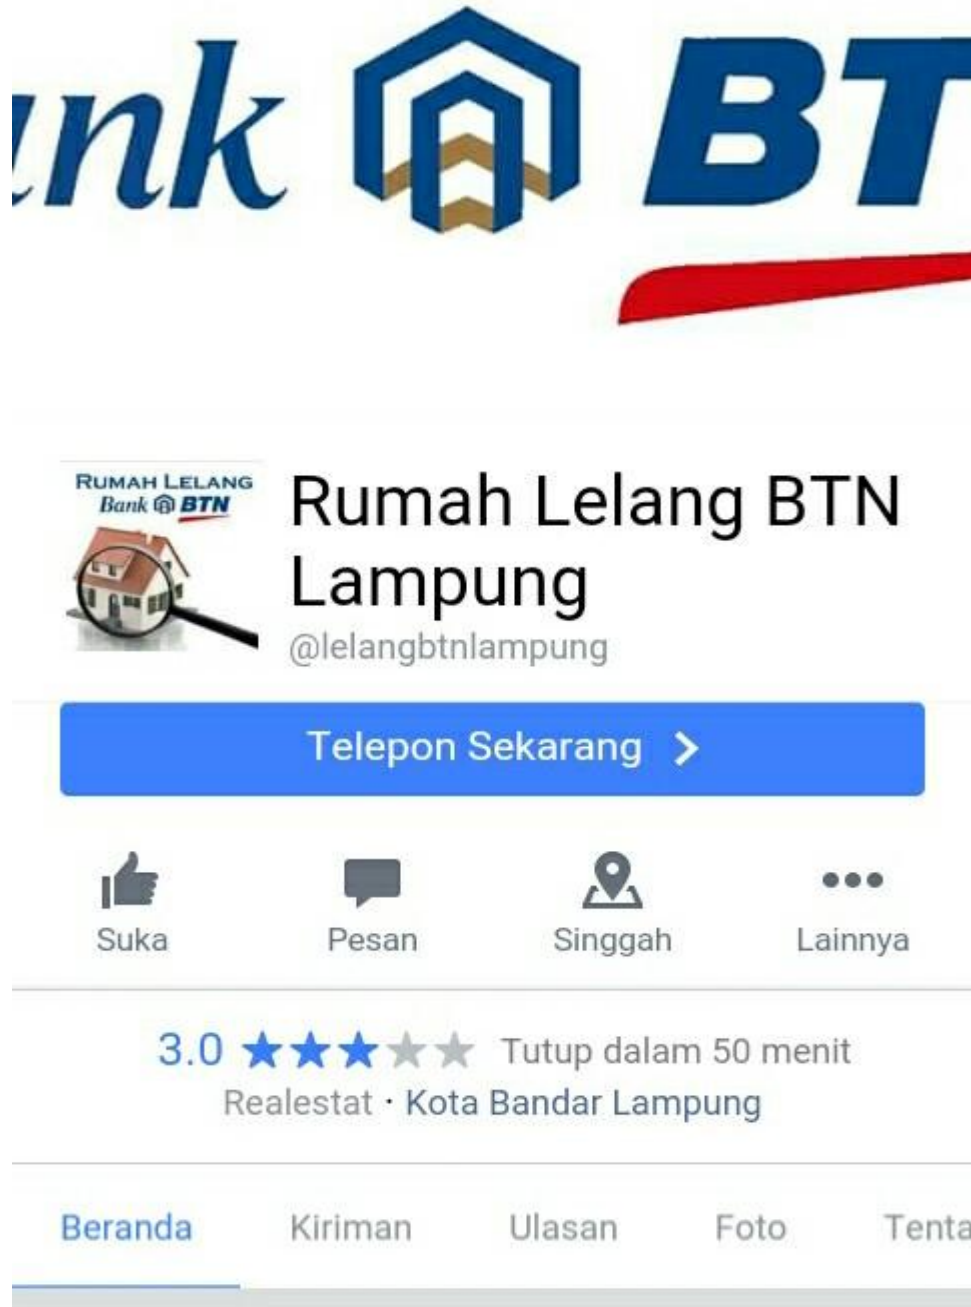 ank BT
RUMAH LELANG
Bank BTN
Rumah Lelang BTN
Lampung
@lelangbtnlampung
Telepon Sekarang
Suka Pesan Singgah Lainnya
3.0 Tutup dalam 50 menit
Realestat · Kota Bandar Lampung
Beranda Kiriman Ulasan Foto Tenta